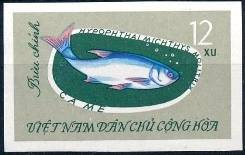 Bưu chính
HYPOPHTHALMICHTHYS MOLITRIX
12
XU
CÁ MÈ
VIỆT NAM DÂN CHỦ CỘNG HÒA